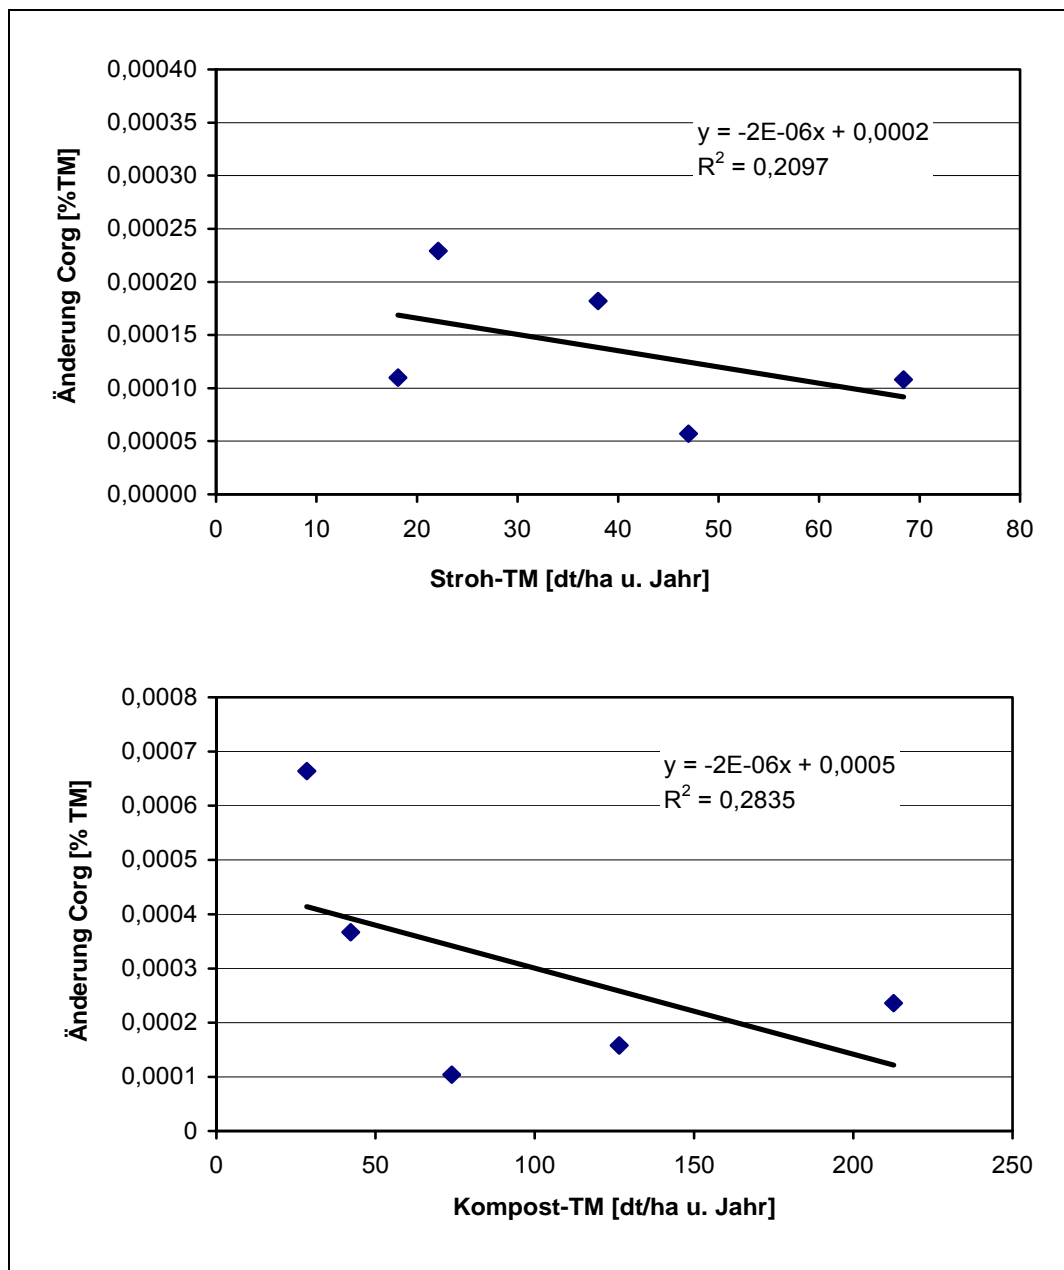 0,00040
0,00035
0,00030
0,00025
0,00020
0,00015
0,00010
0,00005
0,00000
Änderung Corg [%TM]
y = -2E-06x + 0,0002
R² = 0,2097
0 10 20 30 40 50 60 70 80
Stroh-TM [dt/ha u. Jahr]
0,0008
0,0007
0,0006
0,0005
0,0004
0,0003
0,0002
0,0001
0
Änderung Corg [% TM]
y = -2E-06x + 0,0005
R² = 0,2835
0 50 100 150 200 250
Kompost-TM [dt/ha u. Jahr]